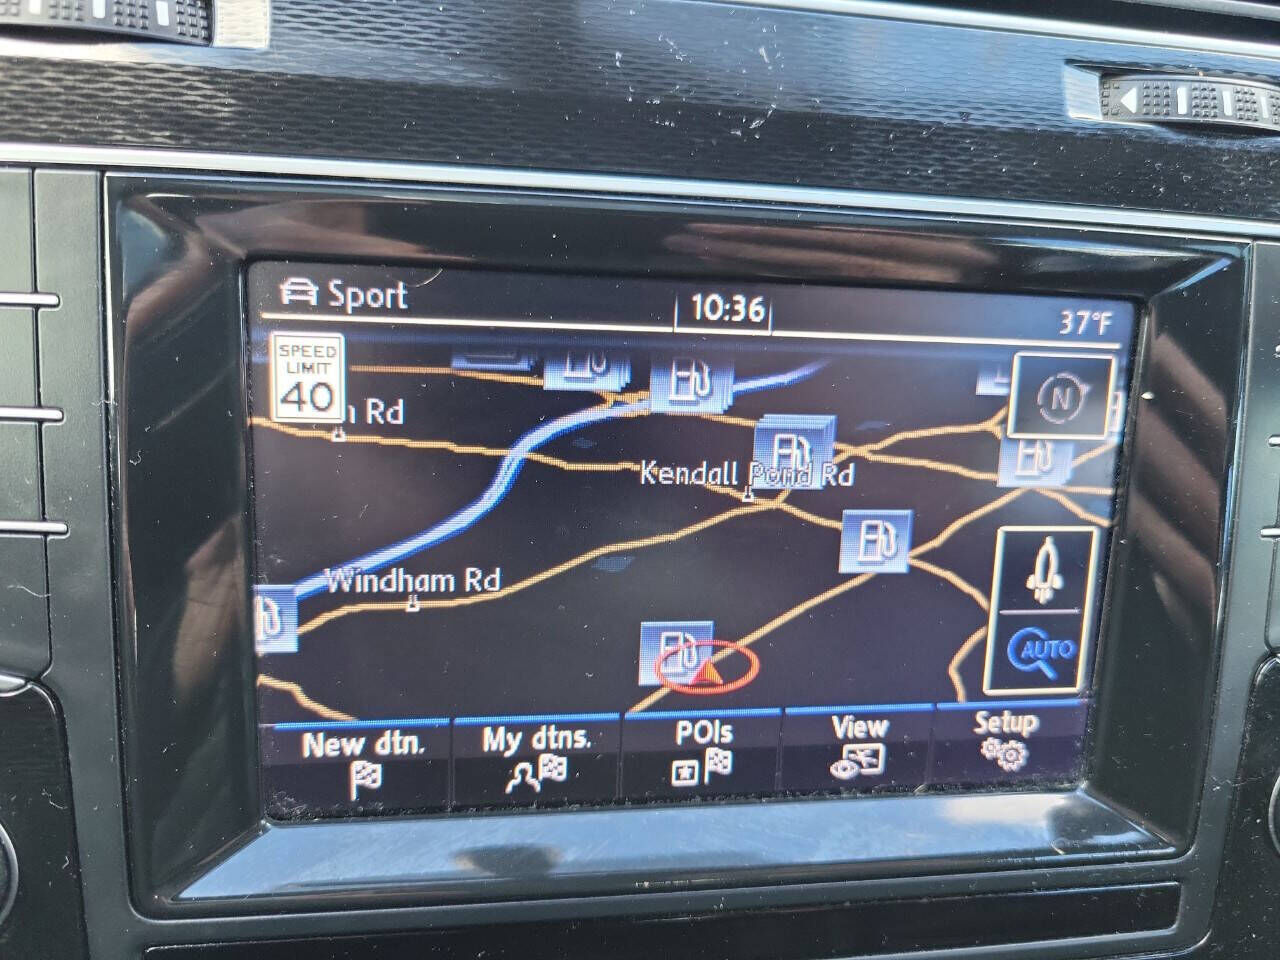 Sport
10:36
37°F
SPEED
LIMIT
40
Rd
N
Kendall Pond Rd
Windham Rd
AUTO
New dtn.
My dtns.
POIs
View
Setup